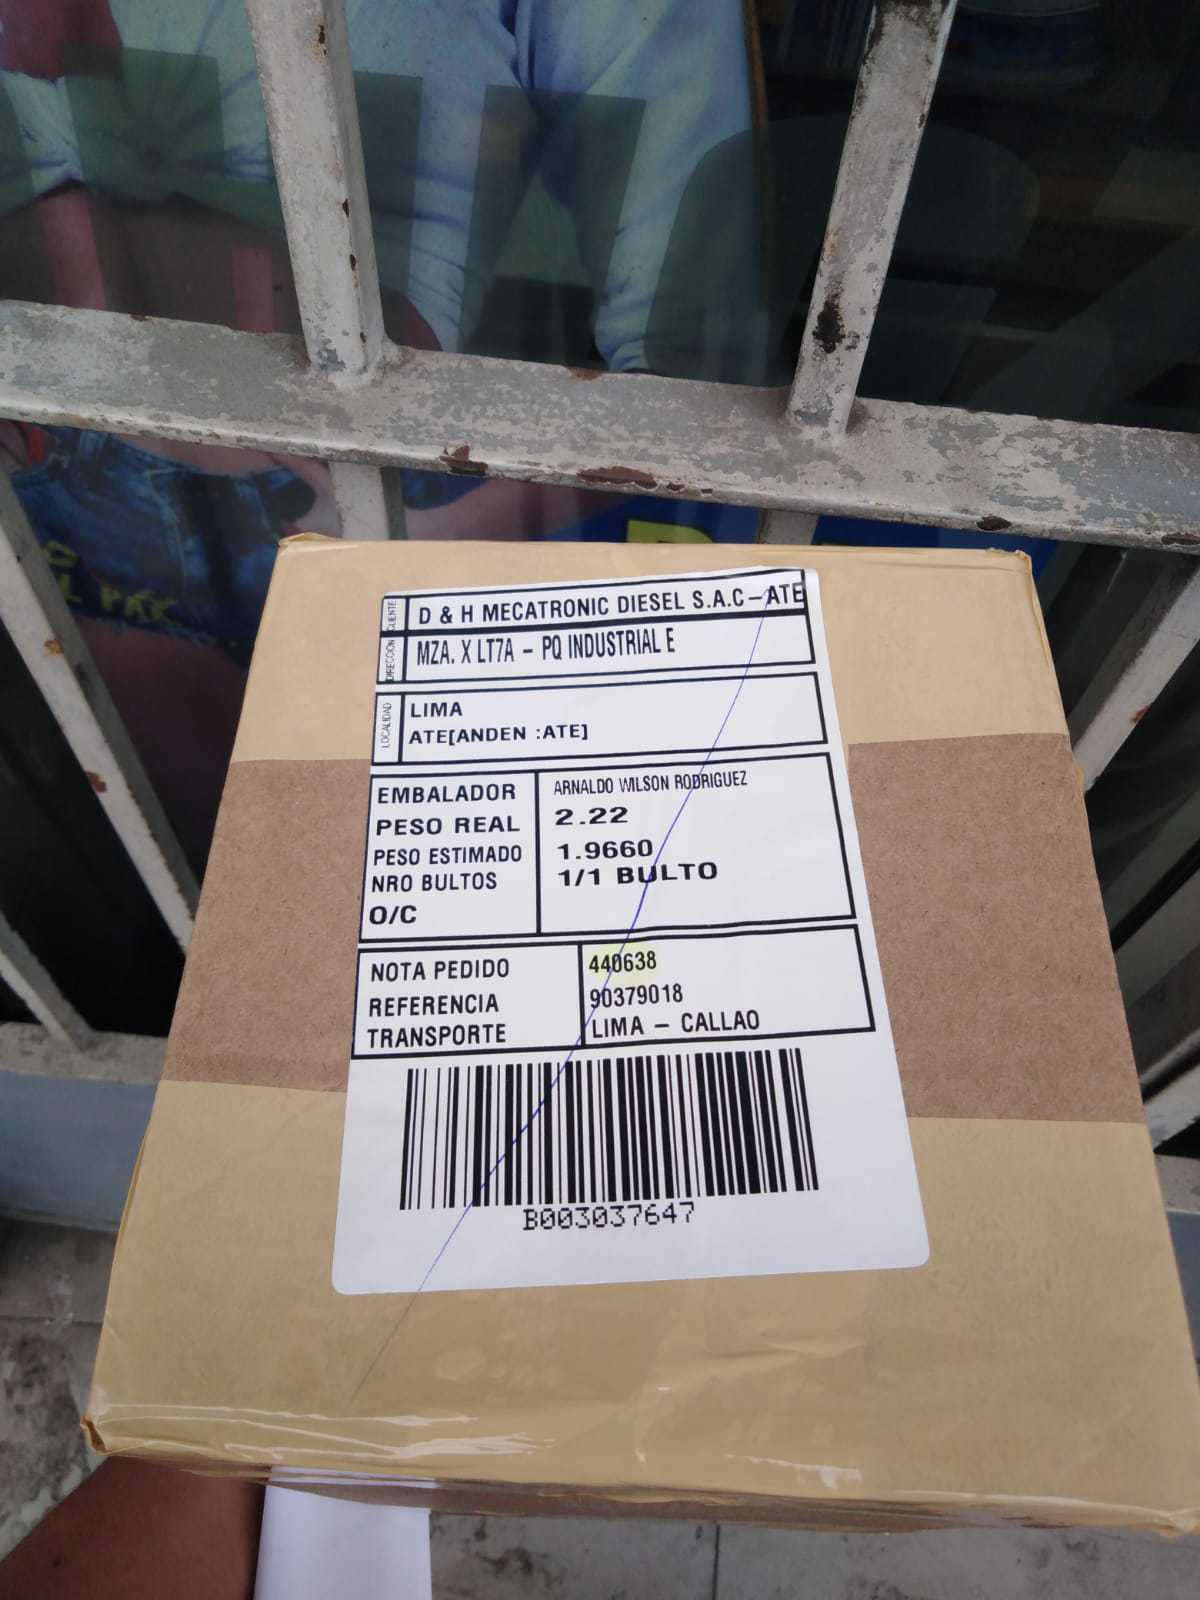 PAK
CLIENTE
D & H MECATRONIC DIESEL S.A.C – ATE
DIRECCION
MZA. X LT7A – PQ INDUSTRIAL E
LOCALIDAD
LIMA
ATE[ANDEN :ATE]
EMBALADOR ARNALDO WILSON RODRIGUEZ
PESO REAL 2.22
PESO ESTIMADO 1.9660
NRO BULTOS 1/1 BULTO
O/C
NOTA PEDIDO 440638
REFERENCIA 90379018
TRANSPORTE LIMA – CALLAO
B003037647